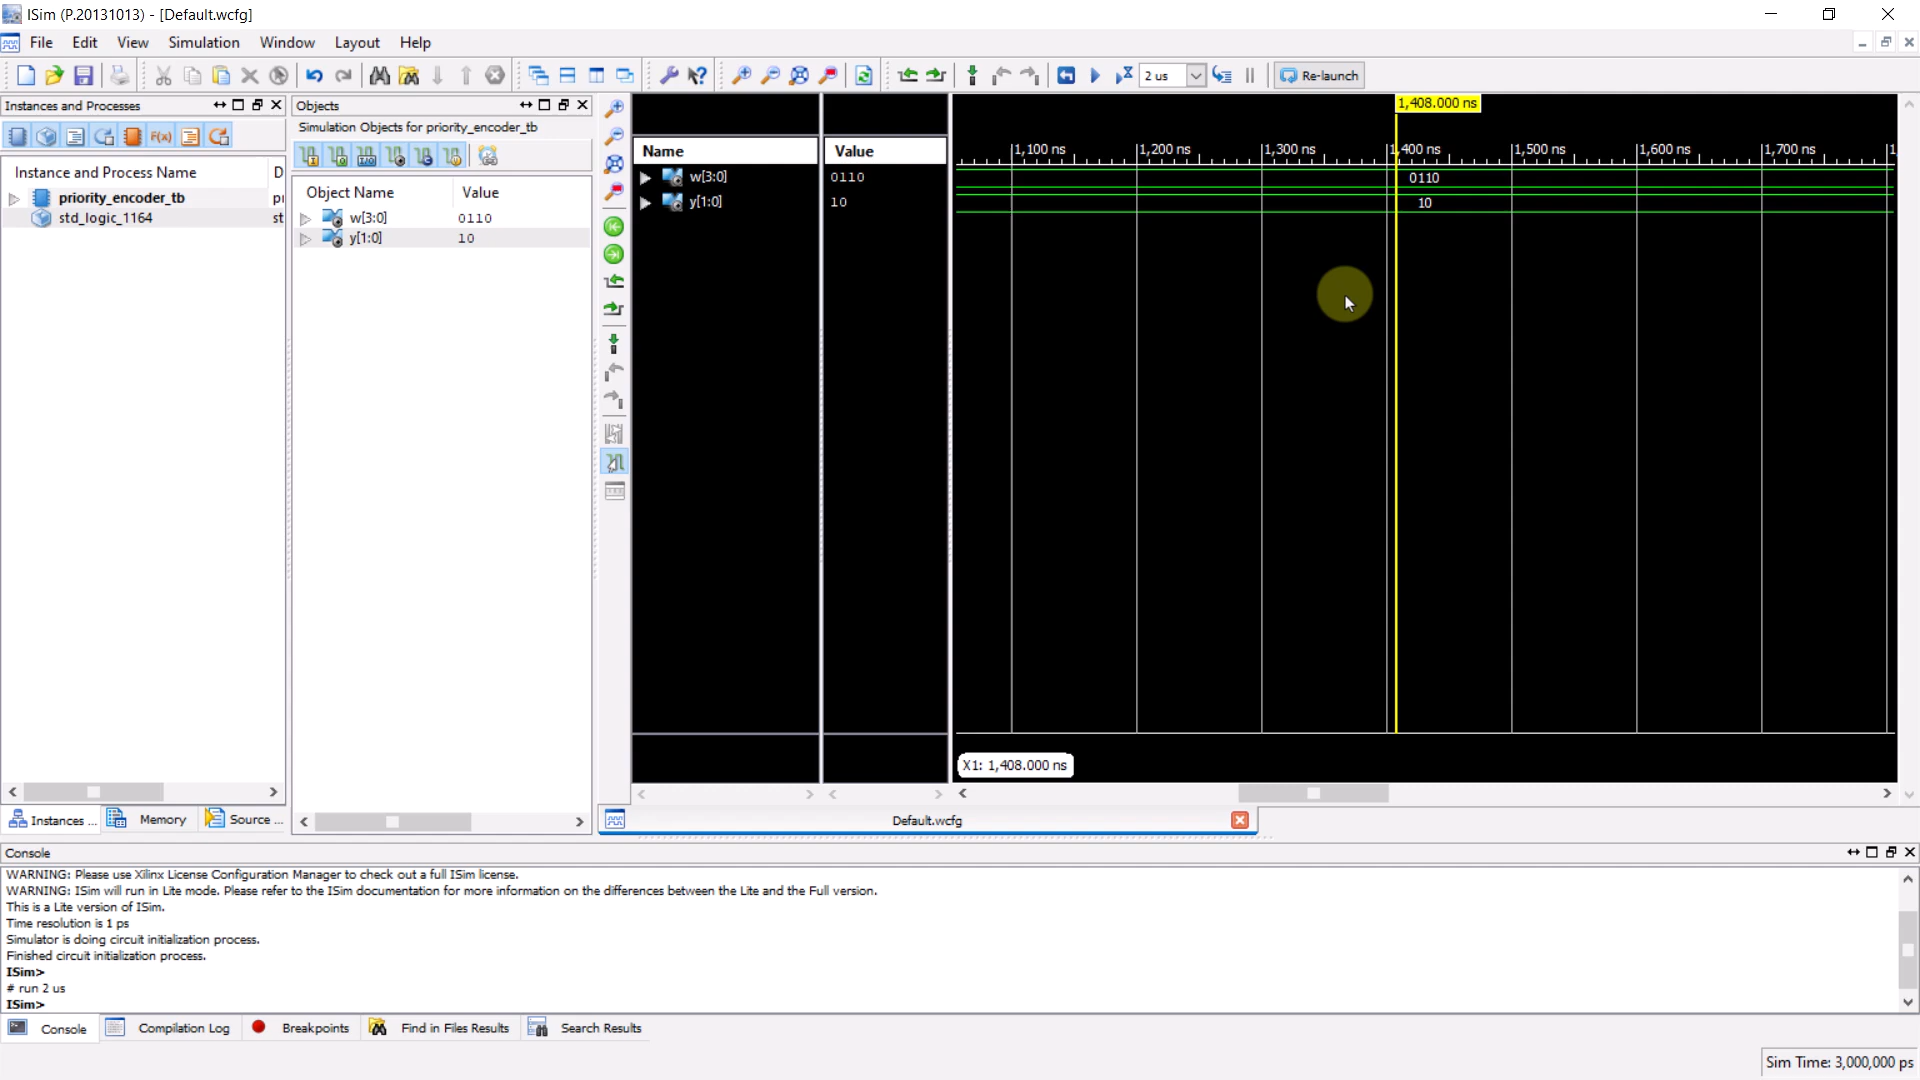 ISim (P.20131013) - [Default.wcfg]
File Edit View Simulation Window Layout Help
F(x) 2 us Re-launch
Instances and Processes
Instance and Process Name D
priority_encoder_tb pr
std_logic_1164 st
Instances ... Memory Source ...
Objects
Simulation Objects for priority_encoder_tb
Object Name Value
w[3:0] 0110
y[1:0] 10
Name Value
w[3:0] 0110
y[1:0] 10
1,408.000 ns
1,100 ns 1,200 ns 1,300 ns 1,400 ns 1,500 ns 1,600 ns 1,700 ns 1
0110
10
X1: 1,408.000 ns
Default.wcfg
Console
WARNING: Please use Xilinx License Configuration Manager to check out a full ISim license.
WARNING: ISim will run in Lite mode. Please refer to the ISim documentation for more information on the differences between the Lite and the Full version.
This is a Lite version of ISim.
Time resolution is 1 ps
Simulator is doing circuit initialization process.
Finished circuit initialization process.
ISim>
# run 2 us
ISim>
Console Compilation Log Breakpoints Find in Files Results Search Results
Sim Time: 3,000,000 ps